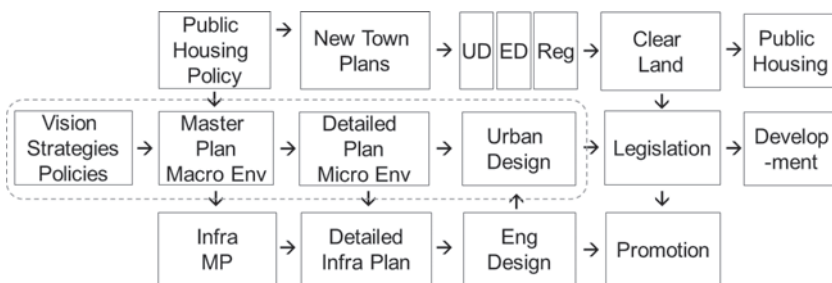 Public
Housing
Policy
New Town
Plans
UD
ED
Reg
Clear
Land
Public
Housing
Vision
Strategies
Policies
Master
Plan
Macro Env
Detailed
Plan
Micro Env
Urban
Design
Legislation
Develop
-ment
Infra
MP
Detailed
Infra Plan
Eng
Design
Promotion